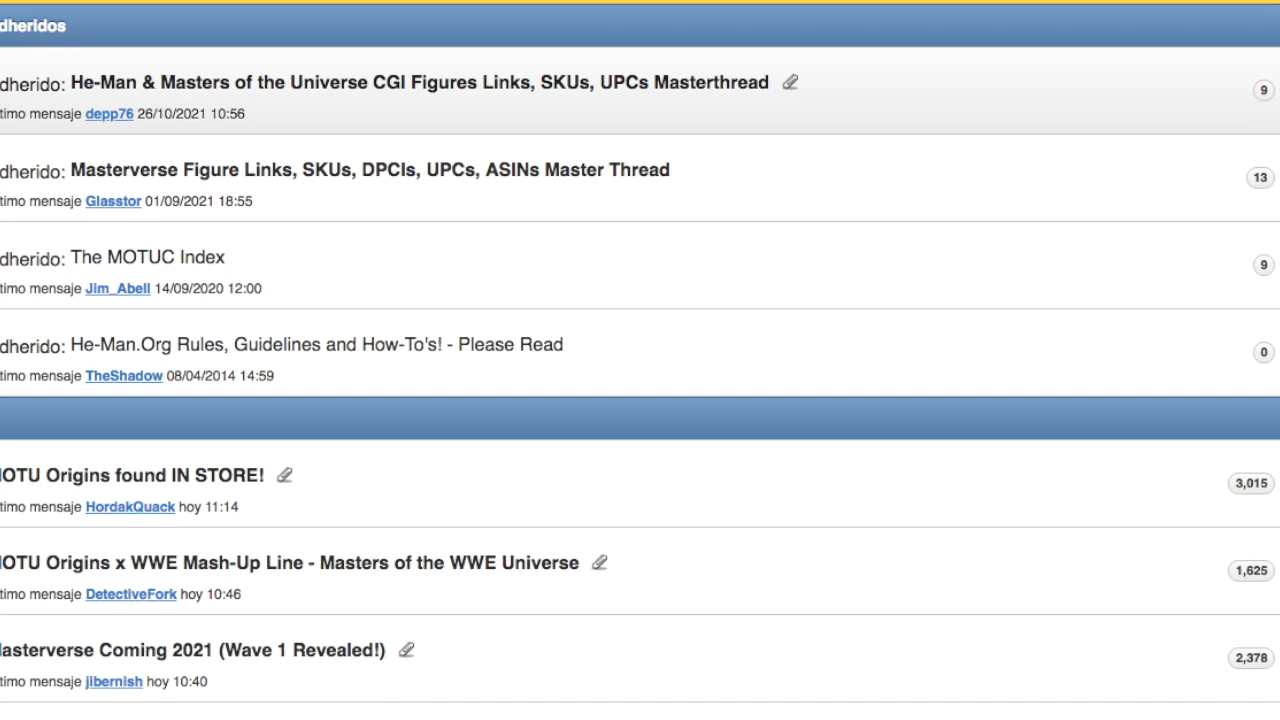 dheridos
dherido: He-Man & Masters of the Universe CGI Figures Links, SKUs, UPCs Masterthread
9
timo mensaje depp76 26/10/2021 10:56
dherido: Masterverse Figure Links, SKUs, DPCIs, UPCs, ASINs Master Thread
13
timo mensaje Glasstor 01/09/2021 18:55
dherido: The MOTUC Index
9
timo mensaje Jim_Abell 14/09/2020 12:00
dherido: He-Man.Org Rules, Guidelines and How-To's! - Please Read
0
timo mensaje TheShadow 08/04/2014 14:59
OTU Origins found IN STORE!
3,015
timo mensaje HordakQuack hoy 11:14
OTU Origins x WWE Mash-Up Line - Masters of the WWE Universe
1,625
timo mensaje DetectiveFork hoy 10:46
asterverse Coming 2021 (Wave 1 Revealed!)
2,378
timo mensaje jibernish hoy 10:40